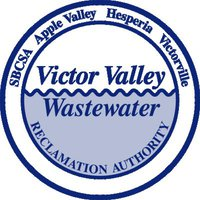 SBCSA Apple Valley Hesperia Victorville
Victor Valley
Wastewater
RECLAMATION AUTHORITY